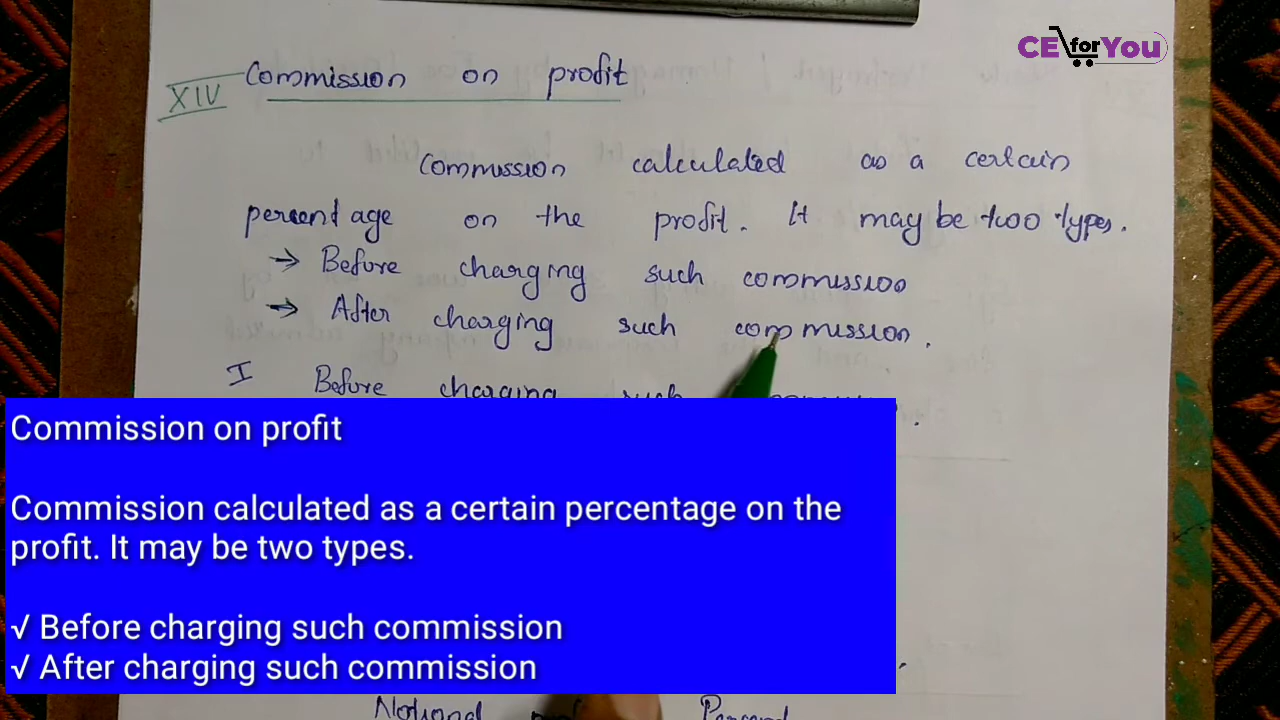 CE for You
XIV Commission on profit
Commission calculated as a certain
percentage on the profit. It may be two types.
→ Before charging such commission
→ After charging such commission.
I Before charging such
Commission on profit
Commission calculated as a certain percentage on the
profit. It may be two types.
√ Before charging such commission
√ After charging such commission
Notional